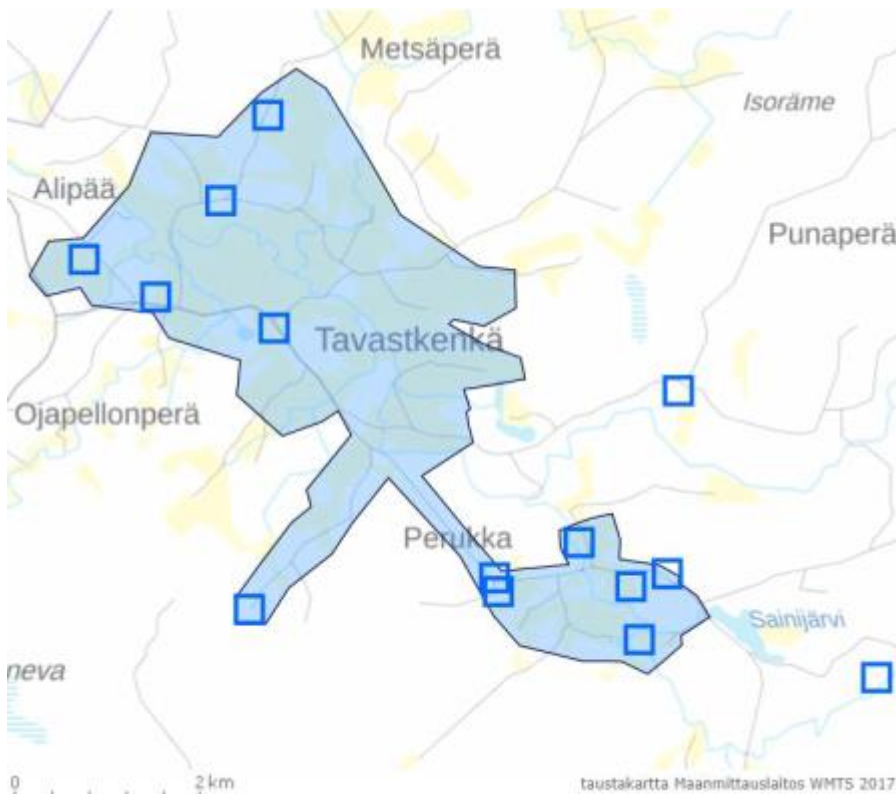 Metsäperä
Isoräme
Alipää
Punaperä
Tavastkenkä
Ojapellonperä
Perukka
Sainijärvi
neva
0 2 km
taustakartta Maanmittauslaitos WMTS 2017